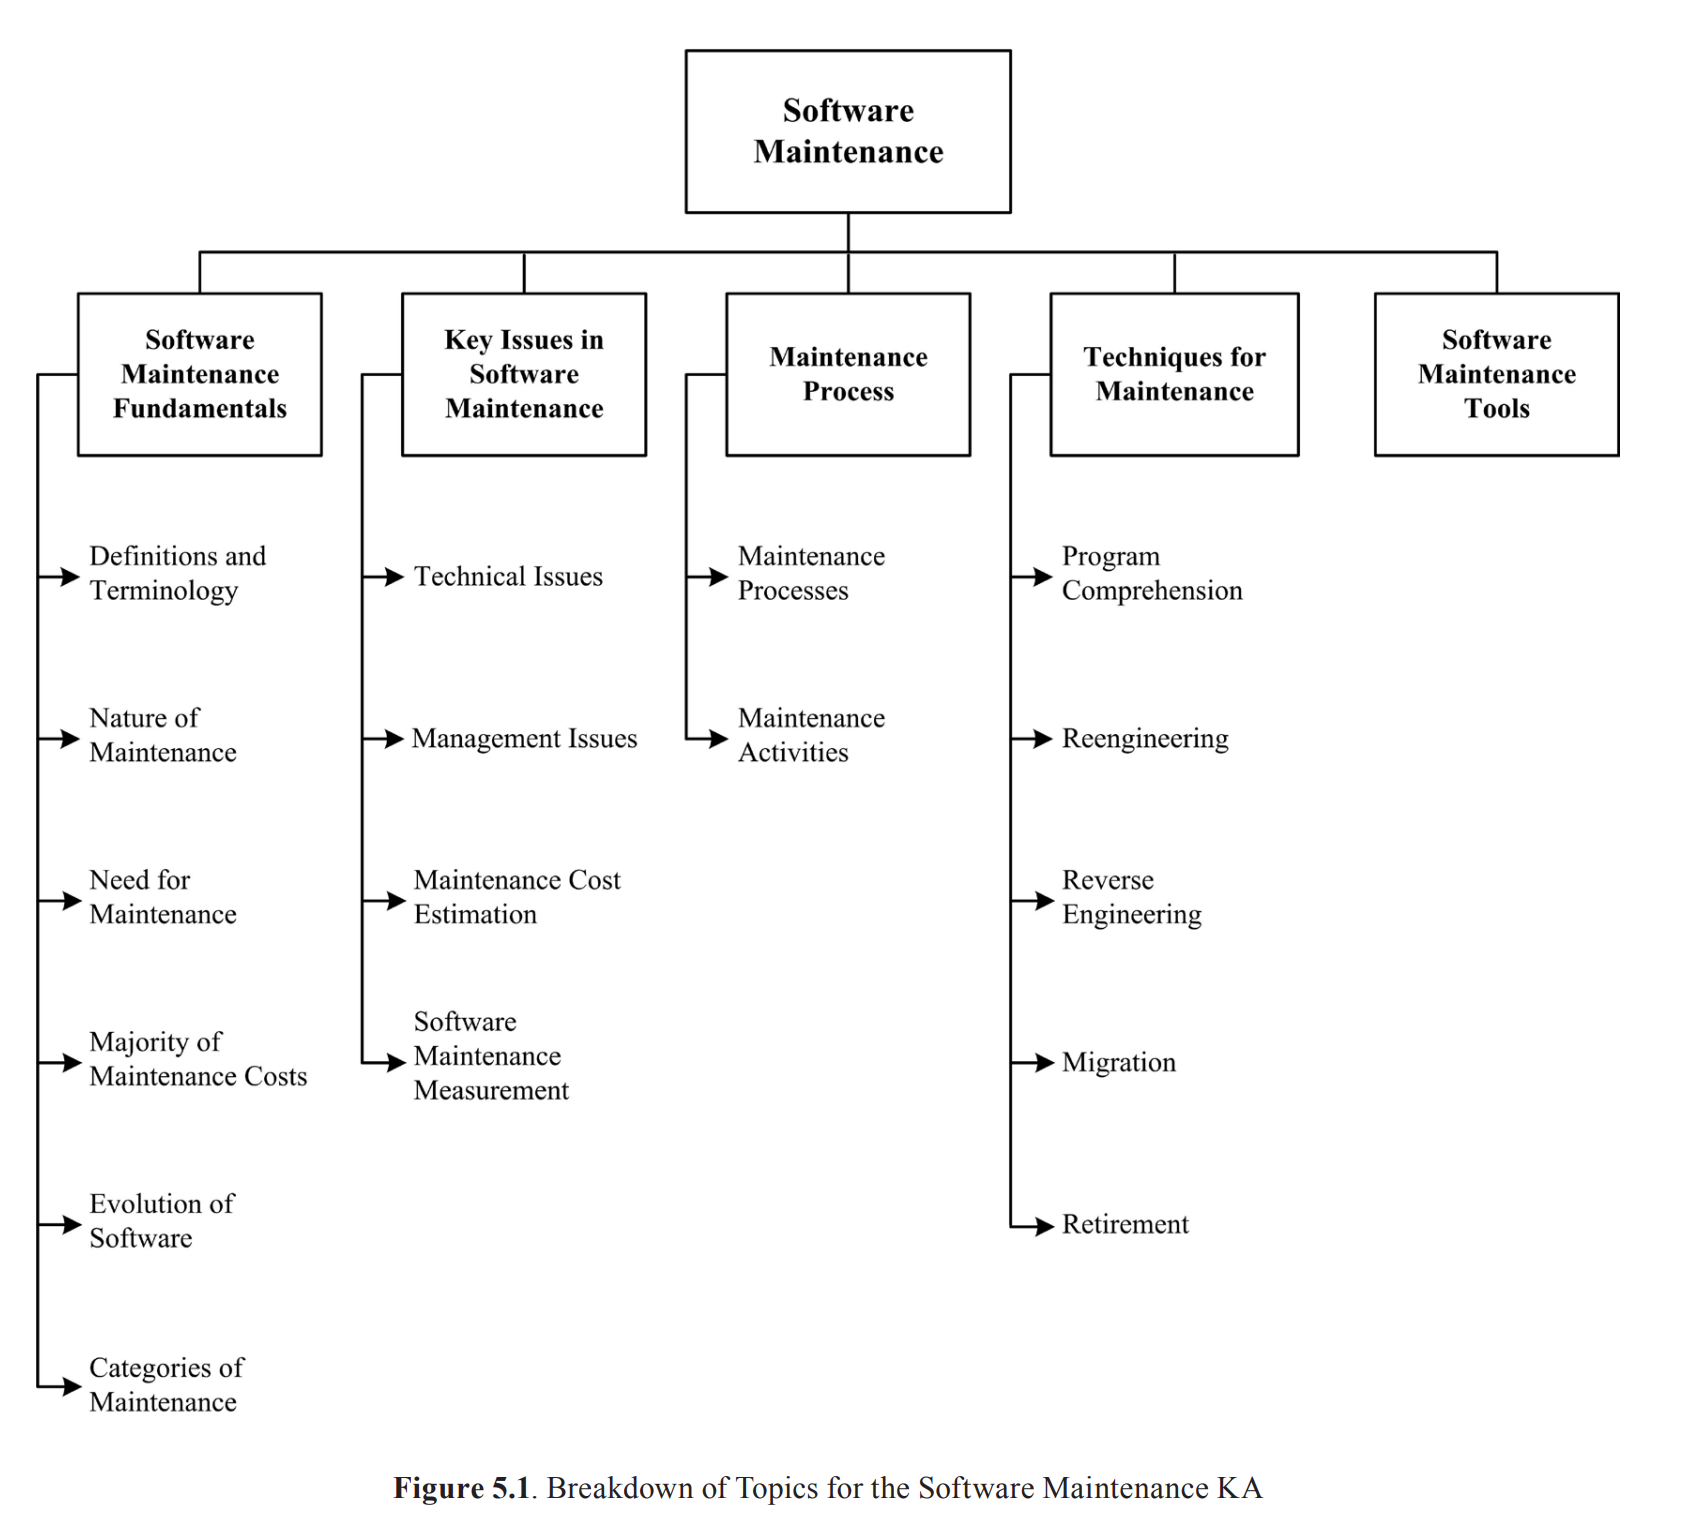 Software
Maintenance
Software
Maintenance
Fundamentals
Key Issues in
Software
Maintenance
Maintenance
Process
Techniques for
Maintenance
Software
Maintenance
Tools
Definitions and
Terminology
Nature of
Maintenance
Need for
Maintenance
Majority of
Maintenance Costs
Evolution of
Software
Categories of
Maintenance
Technical Issues
Management Issues
Maintenance Cost
Estimation
Software
Maintenance
Measurement
Maintenance
Processes
Maintenance
Activities
Program
Comprehension
Reengineering
Reverse
Engineering
Migration
Retirement
Figure 5.1. Breakdown of Topics for the Software Maintenance KA